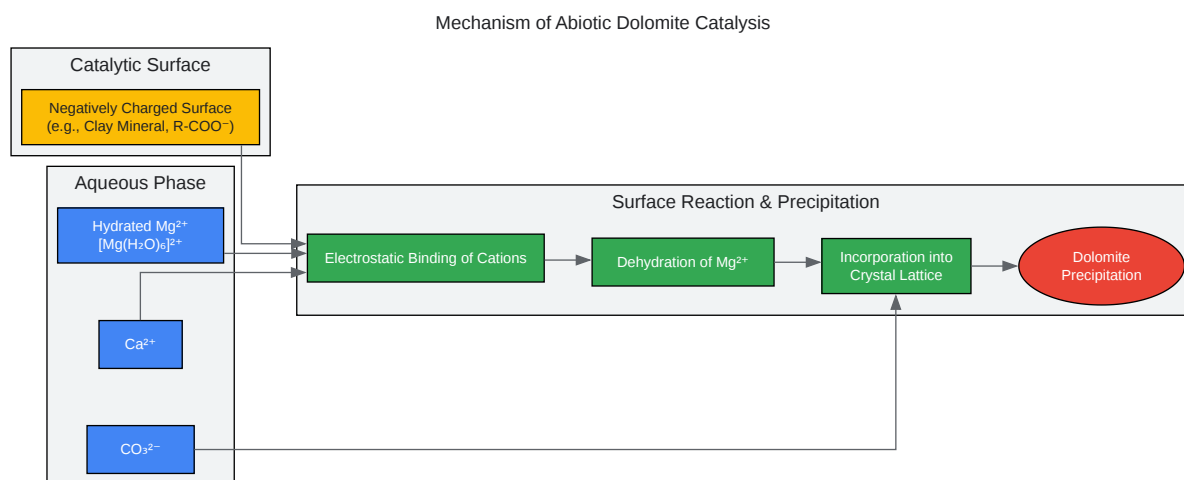 Mechanism of Abiotic Dolomite Catalysis
Catalytic Surface
Negatively Charged Surface
(e.g., Clay Mineral, R-COO⁻)
Aqueous Phase
Hydrated Mg²⁺
[Mg(H₂O)₆]²⁺
Ca²⁺
CO₃²⁻
Surface Reaction & Precipitation
Electrostatic Binding of Cations
Dehydration of Mg²⁺
Incorporation into
Crystal Lattice
Dolomite
Precipitation